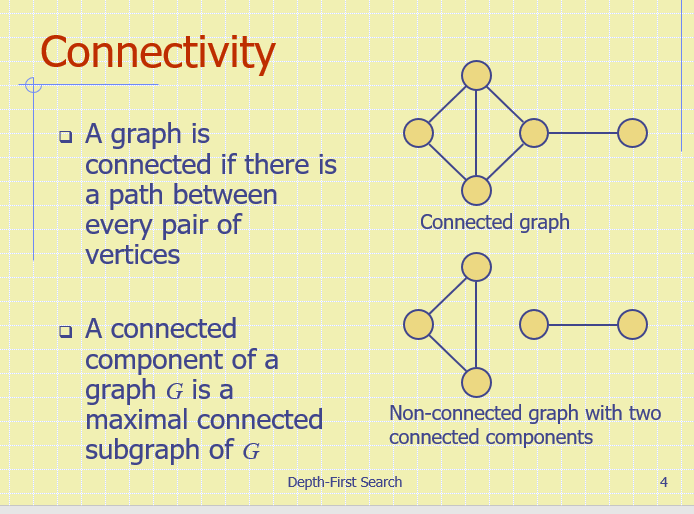 Connectivity
A graph is
connected if there is
a path between
every pair of
vertices
A connected
component of a
graph G is a
maximal connected
subgraph of G
Connected graph
Non-connected graph with two
connected components
Depth-First Search
4